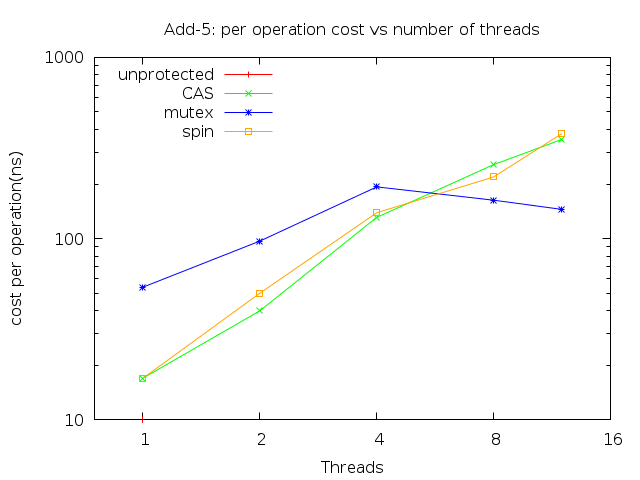 Add-5: per operation cost vs number of threads
1000
unprotected
CAS
mutex
spin
cost per operation(ns)
100
10
1 2 4 8 16
Threads